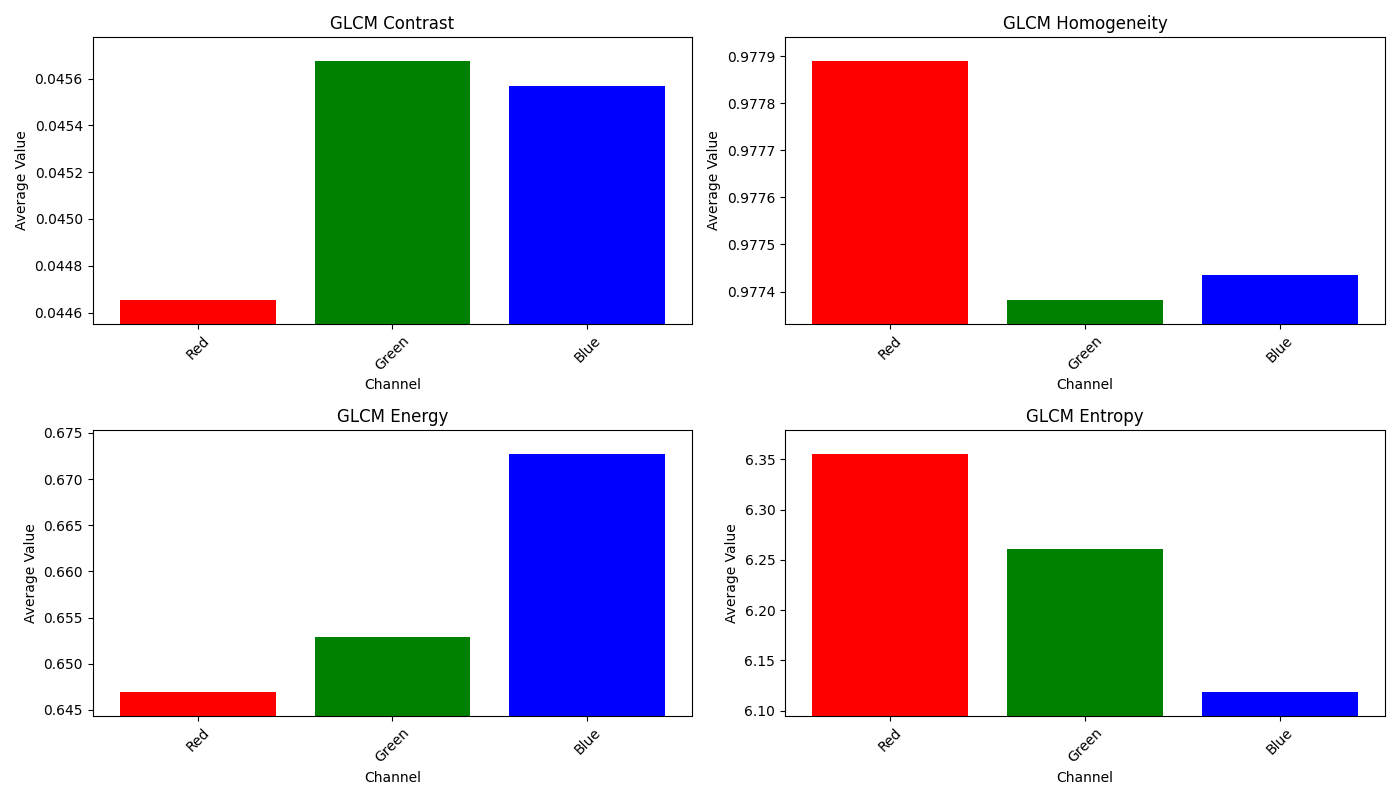 GLCM Contrast
Average Value
0.0456
0.0454
0.0452
0.0450
0.0448
0.0446
Red
Green
Blue
Channel
GLCM Homogeneity
Average Value
0.9779
0.9778
0.9777
0.9776
0.9775
0.9774
Red
Green
Blue
Channel
GLCM Energy
Average Value
0.675
0.670
0.665
0.660
0.655
0.650
0.645
Red
Green
Blue
Channel
GLCM Entropy
Average Value
6.35
6.30
6.25
6.20
6.15
6.10
Red
Green
Blue
Channel